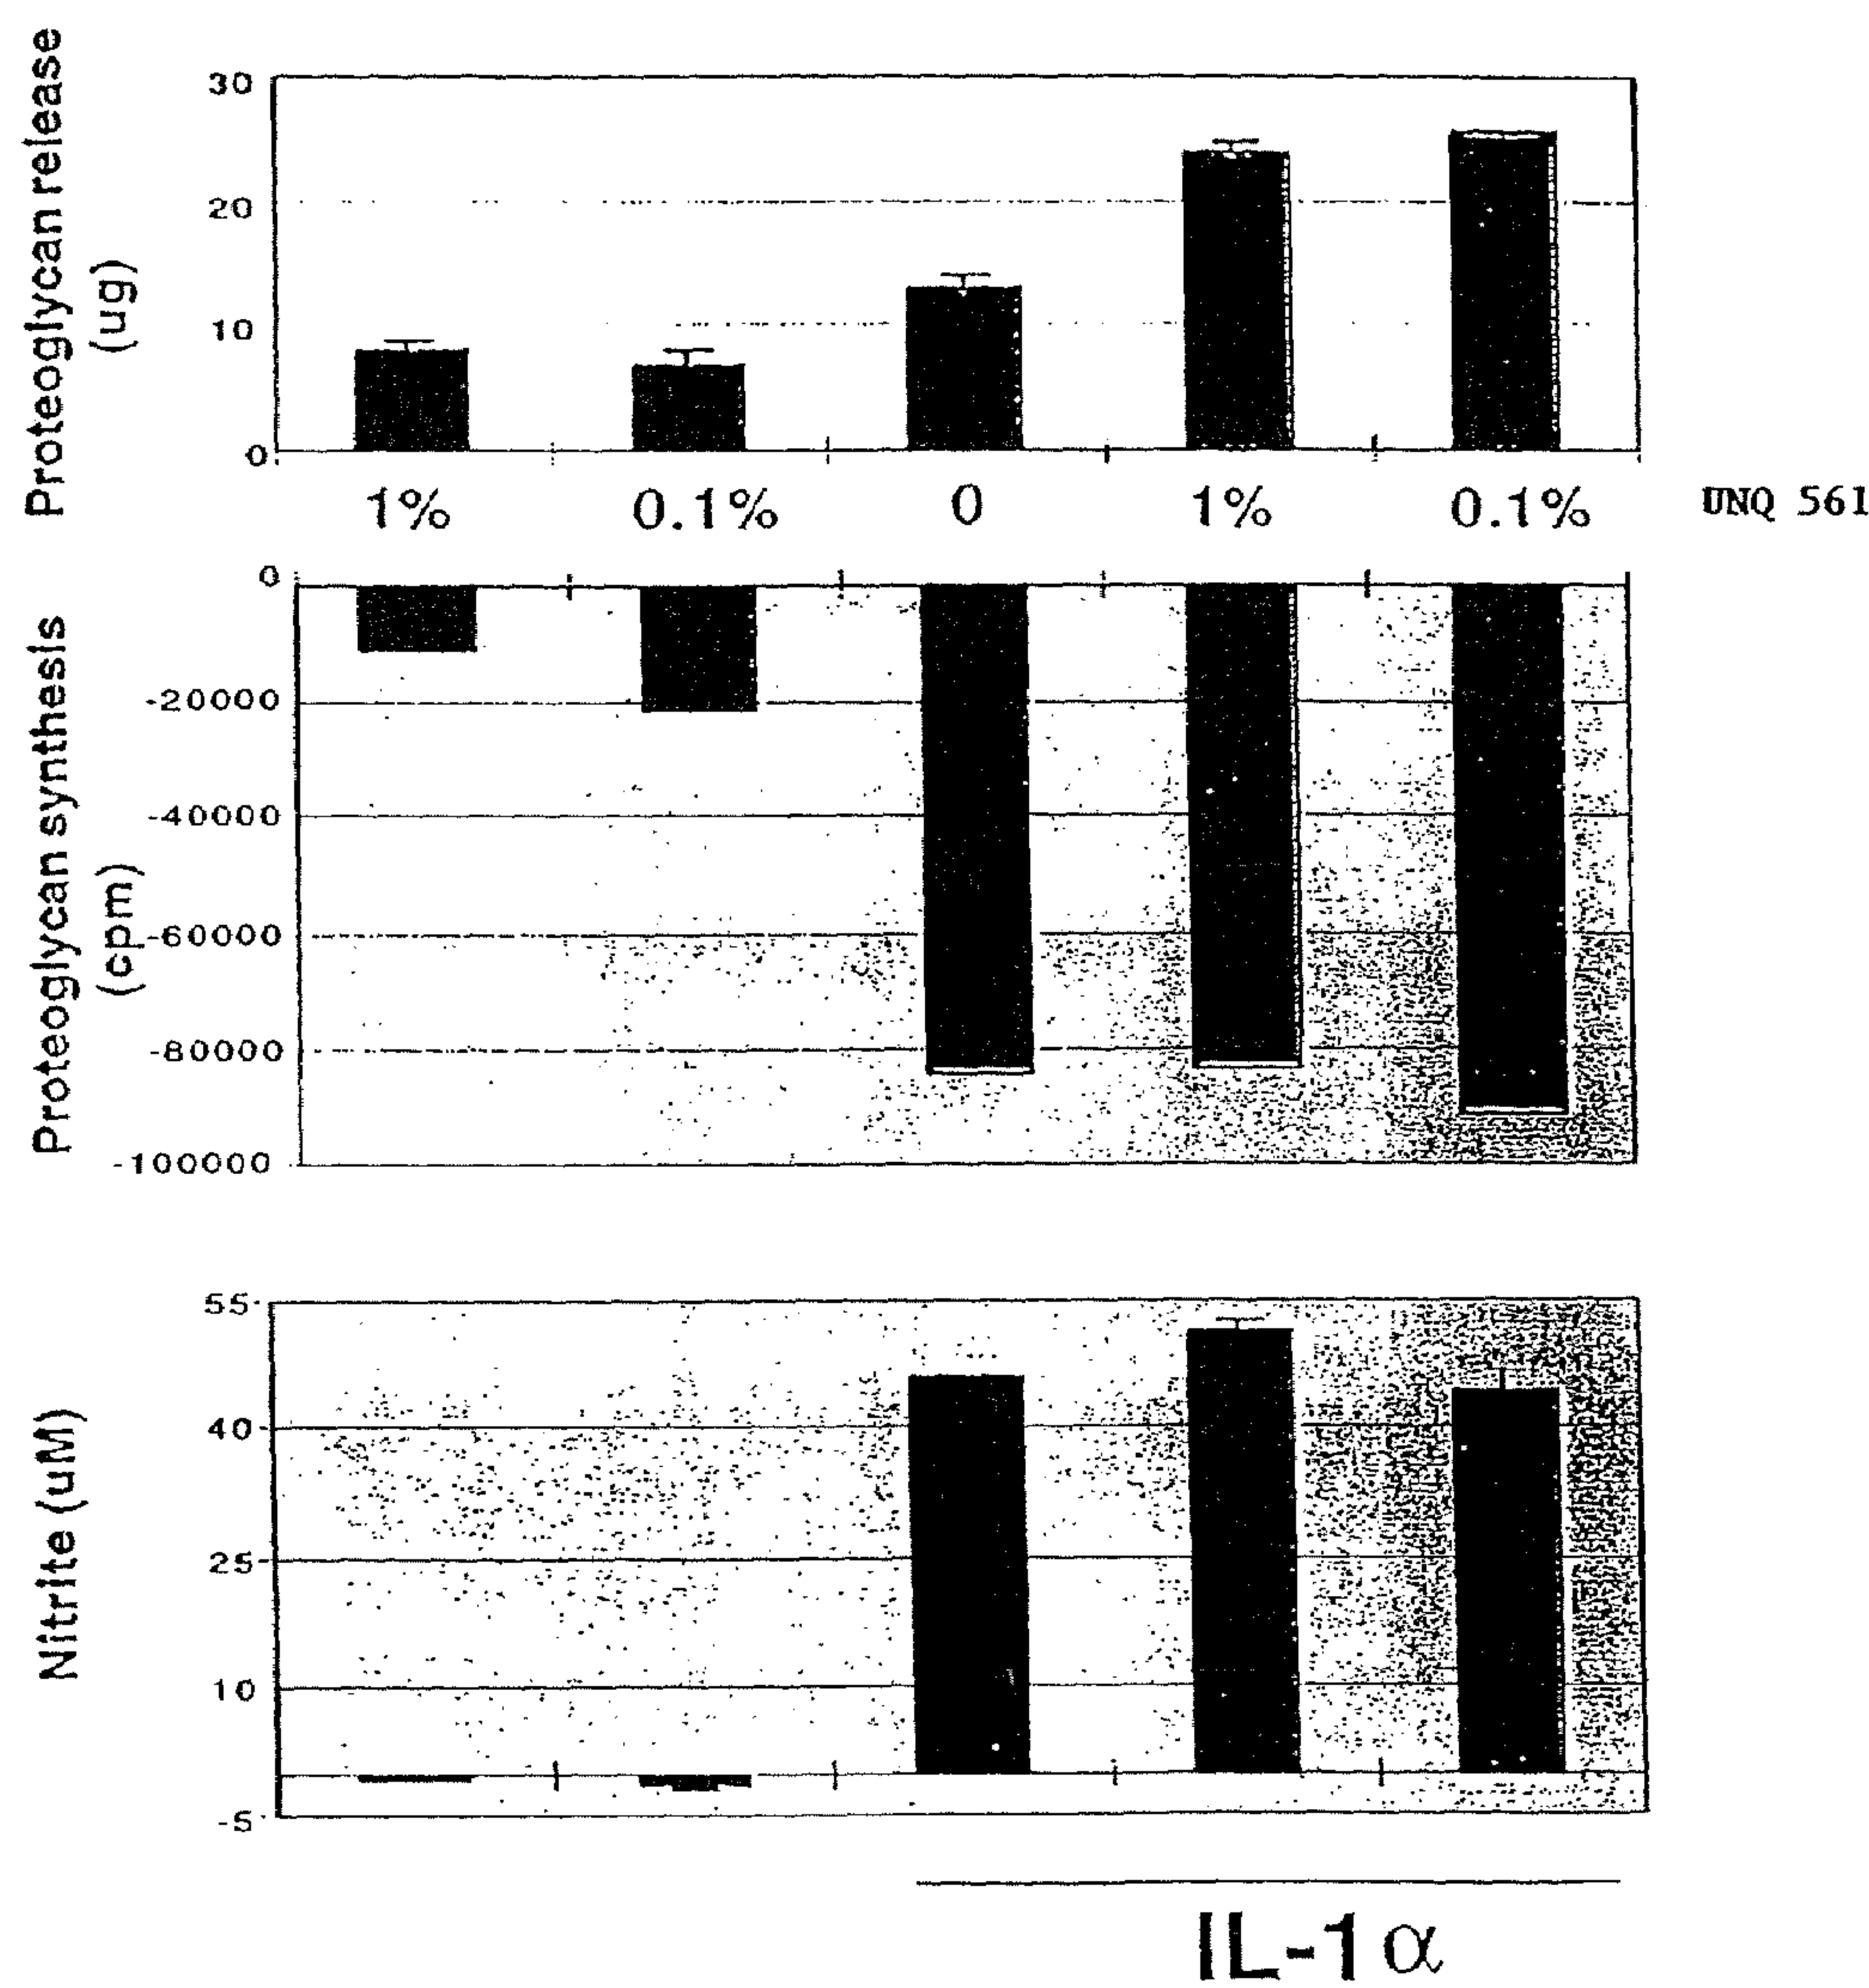 Proteoglycan release
(ug)
30
20
10
0
1% 0.1% 0 1% 0.1% UNQ 561
Proteoglycan synthesis
(cpm)
0
-20000
-40000
-60000
-80000
-100000
Nitrite (uM)
55
40
25
10
-5
IL-1 α